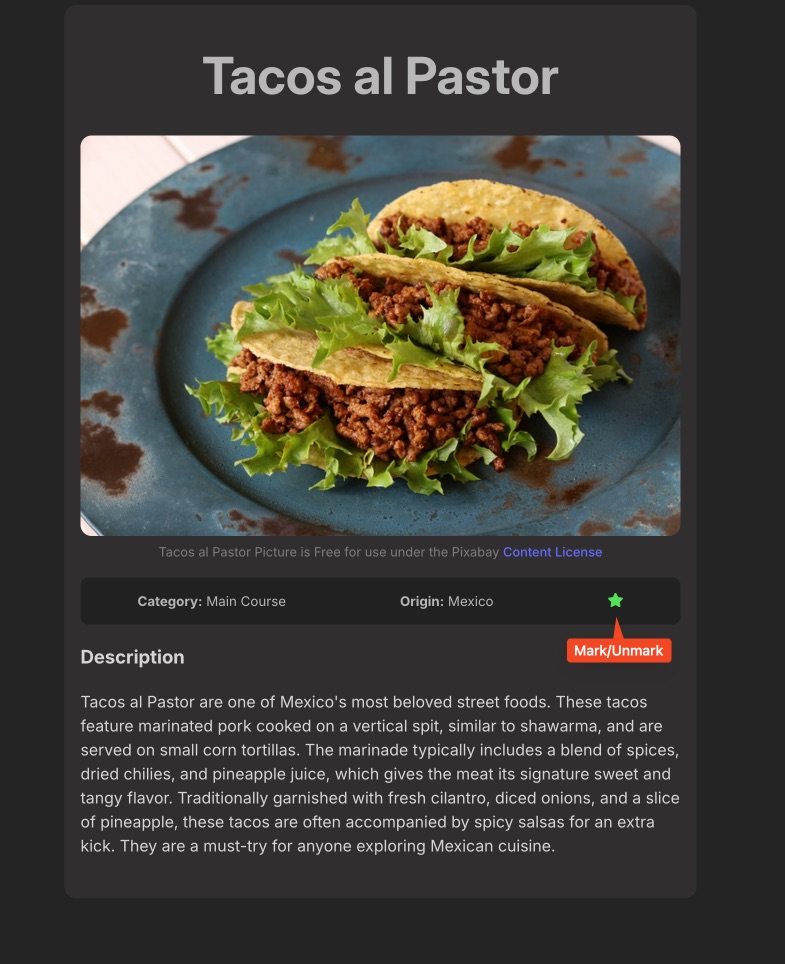 Tacos al Pastor
Tacos al Pastor Picture is Free for use under the Pixabay Content License
Category: Main Course Origin: Mexico
Mark/Unmark
Description
Tacos al Pastor are one of Mexico's most beloved street foods. These tacos
feature marinated pork cooked on a vertical spit, similar to shawarma, and are
served on small corn tortillas. The marinade typically includes a blend of spices,
dried chilies, and pineapple juice, which gives the meat its signature sweet and
tangy flavor. Traditionally garnished with fresh cilantro, diced onions, and a slice
of pineapple, these tacos are often accompanied by spicy salsas for an extra
kick. They are a must-try for anyone exploring Mexican cuisine.